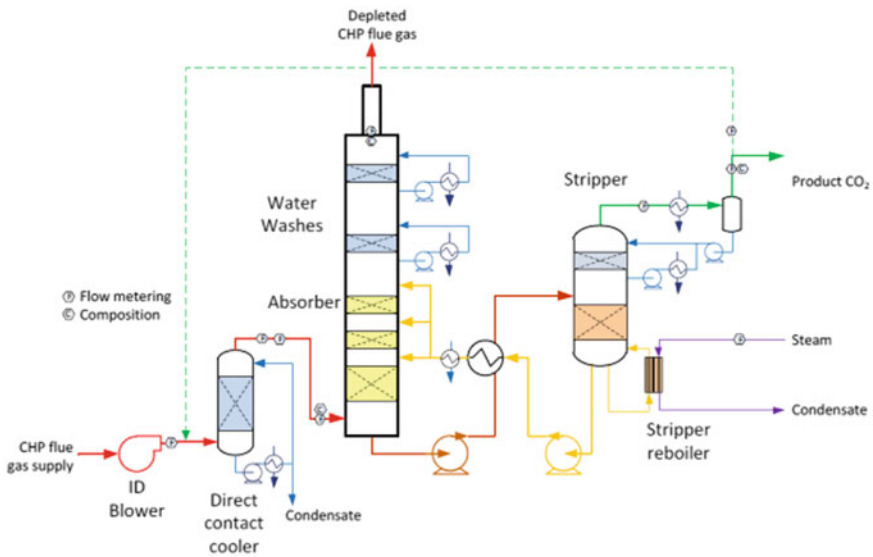 Depleted
CHP flue gas
Stripper
Product CO₂
Water
Washes
Ⓕ Flow metering
Ⓒ Composition
Absorber
Steam
Condensate
Stripper
reboiler
CHP flue
gas supply
ID
Blower
Direct
contact
cooler
Condensate